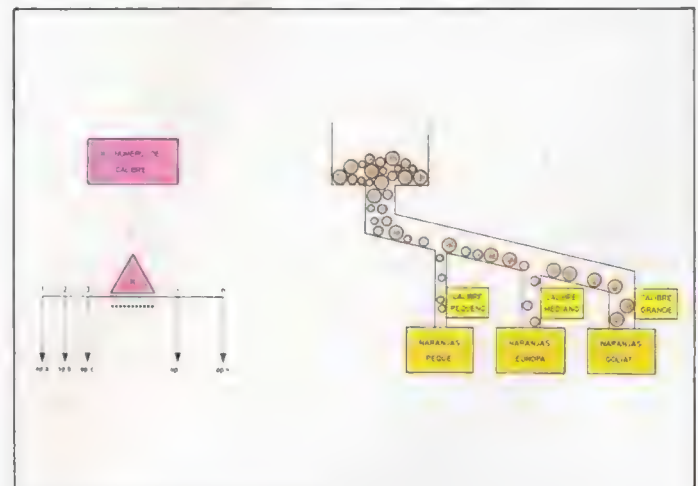 NUMERO DE
CALIBRE
1 2 3 n
op a op b op c op op n
CALIBRE
PEQUEÑO
CALIBRE
MEDIANO
CALIBRE
GRANDE
NARANJAS
PEQUE
NARANJAS
EUROPA
NARANJAS
GOLIAT